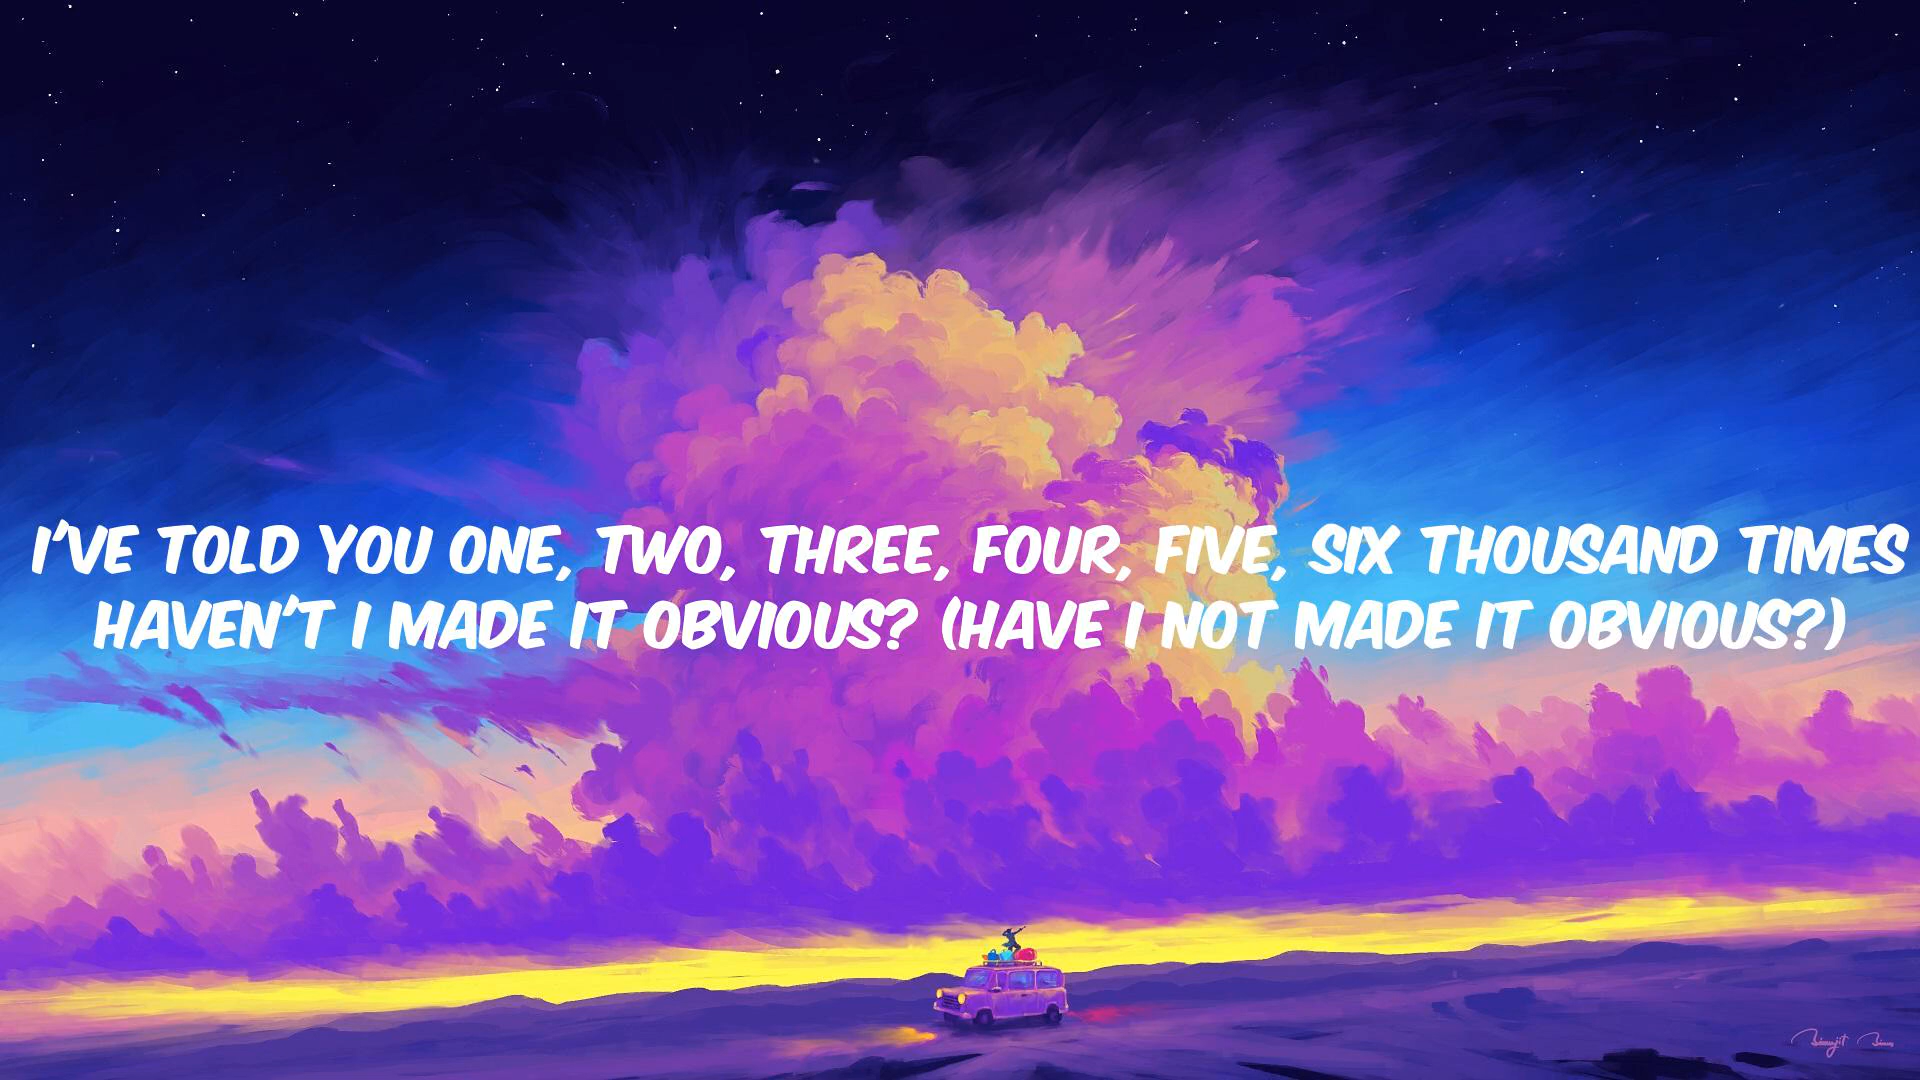 I'VE TOLD YOU ONE, TWO, THREE, FOUR, FIVE, SIX THOUSAND TIMES
HAVEN'T I MADE IT OBVIOUS? (HAVE I NOT MADE IT OBVIOUS?)